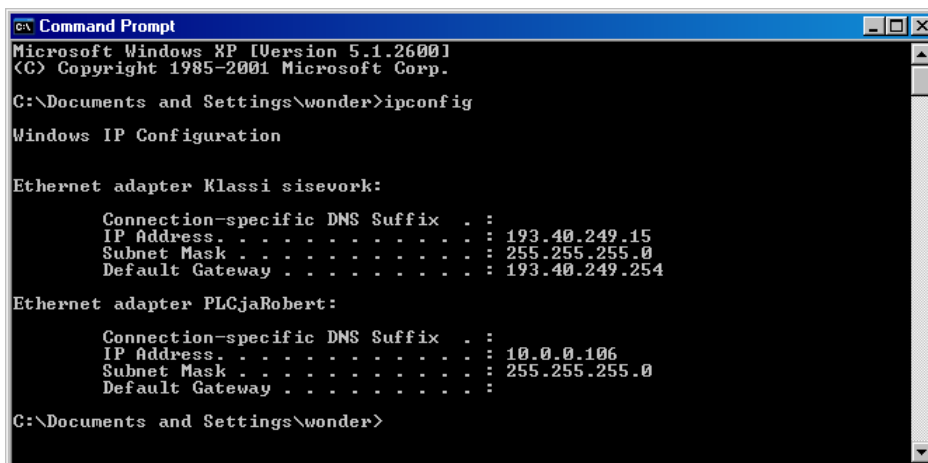 Command Prompt
Microsoft Windows XP [Version 5.1.2600]
(C) Copyright 1985-2001 Microsoft Corp.
C:\Documents and Settings\wonder>ipconfig
Windows IP Configuration
Ethernet adapter Klassi sisevork:
Connection-specific DNS Suffix  . :
IP Address. . . . . . . . . . . . : 193.40.249.15
Subnet Mask . . . . . . . . . . . : 255.255.255.0
Default Gateway . . . . . . . . . : 193.40.249.254
Ethernet adapter PLCjaRobert:
Connection-specific DNS Suffix  . :
IP Address. . . . . . . . . . . . : 10.0.0.106
Subnet Mask . . . . . . . . . . . : 255.255.255.0
Default Gateway . . . . . . . . . :
C:\Documents and Settings\wonder>